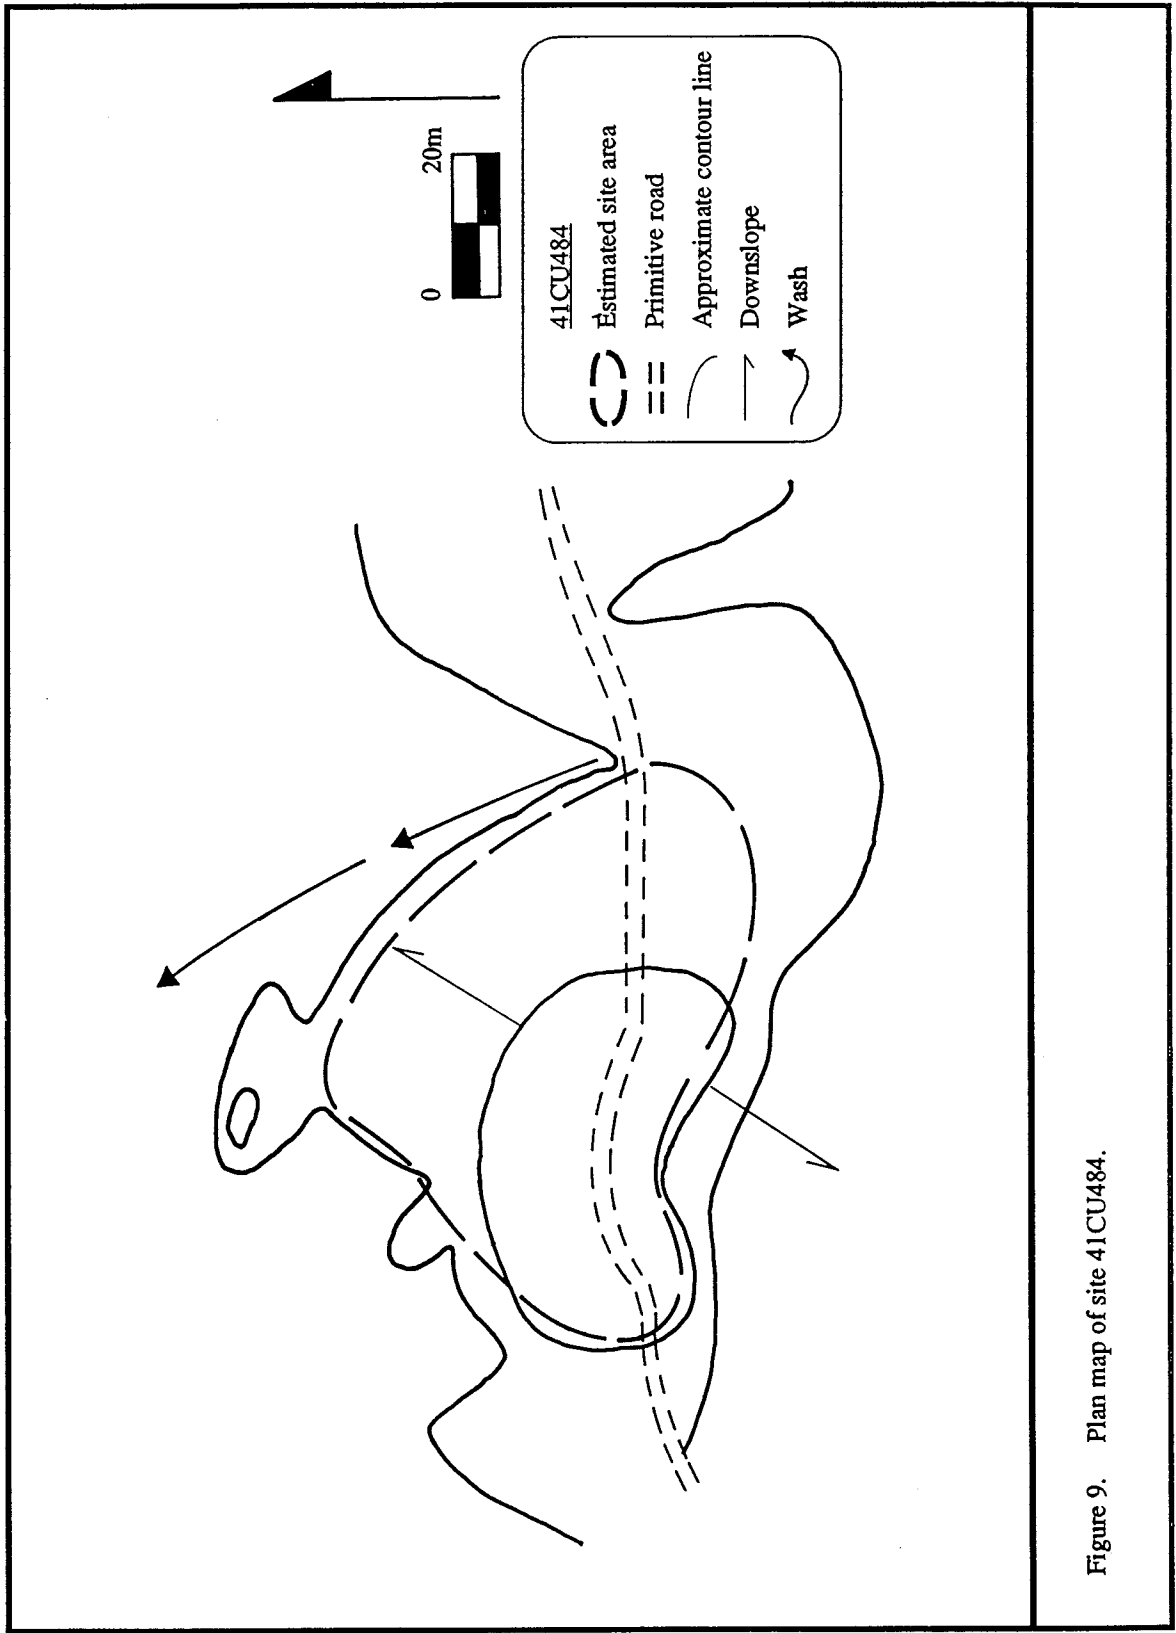 0 20m
41CU484
Estimated site area
Primitive road
Approximate contour line
Downslope
Wash
Figure 9. Plan map of site 41CU484.